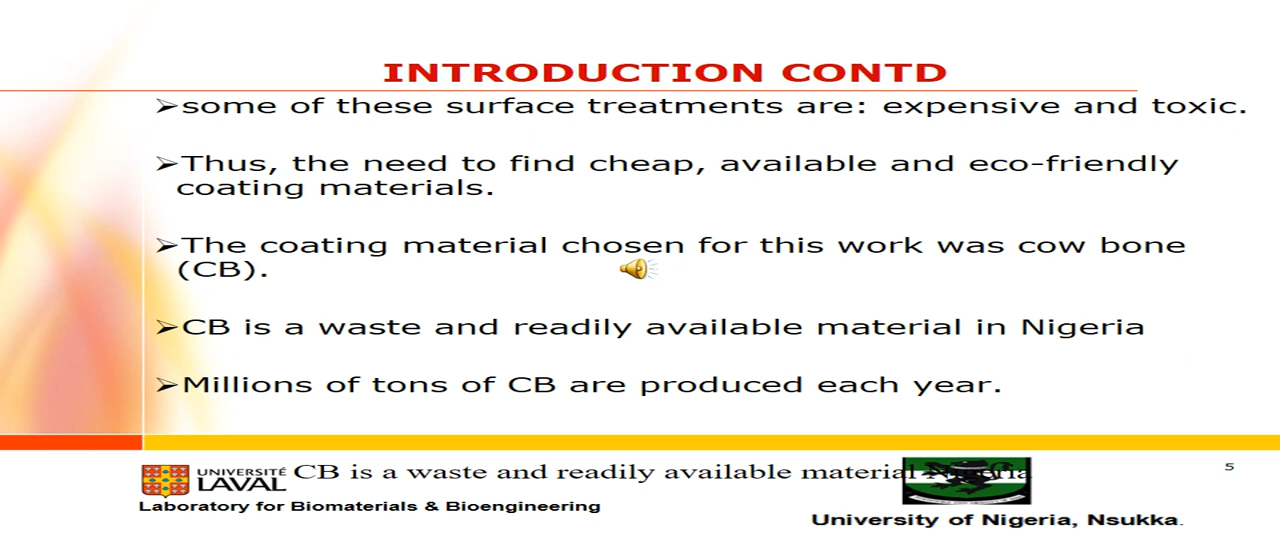 INTRODUCTION CONTD
➢some of these surface treatments are: expensive and toxic.
➢Thus, the need to find cheap, available and eco-friendly
coating materials.
➢The coating material chosen for this work was cow bone
(CB).
➢CB is a waste and readily available material in Nigeria
➢Millions of tons of CB are produced each year.
UNIVERSITÉ
LAVAL
CB is a waste and readily available material Nigeria
5
Laboratory for Biomaterials & Bioengineering
University of Nigeria, Nsukka.